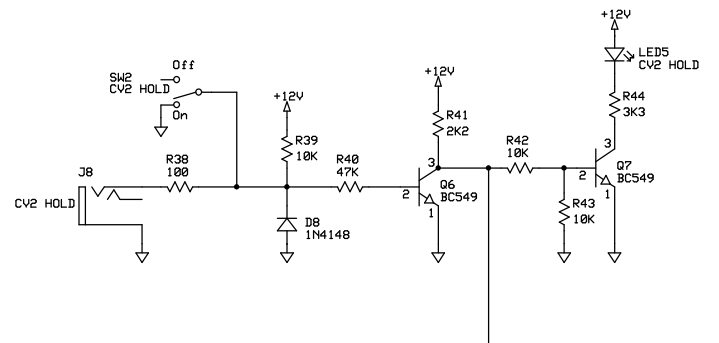 +12V
Off
SW2
CV2 HOLD
On
LED5
CV2 HOLD
+12V
+12V
R44
3K3
R41
2K2
R39
10K
R42
10K
J8
R38
100
R40
47K
3
3
Q6
BC549
Q7
BC549
2
2
CV2 HOLD
1
1
R43
10K
D8
1N4148